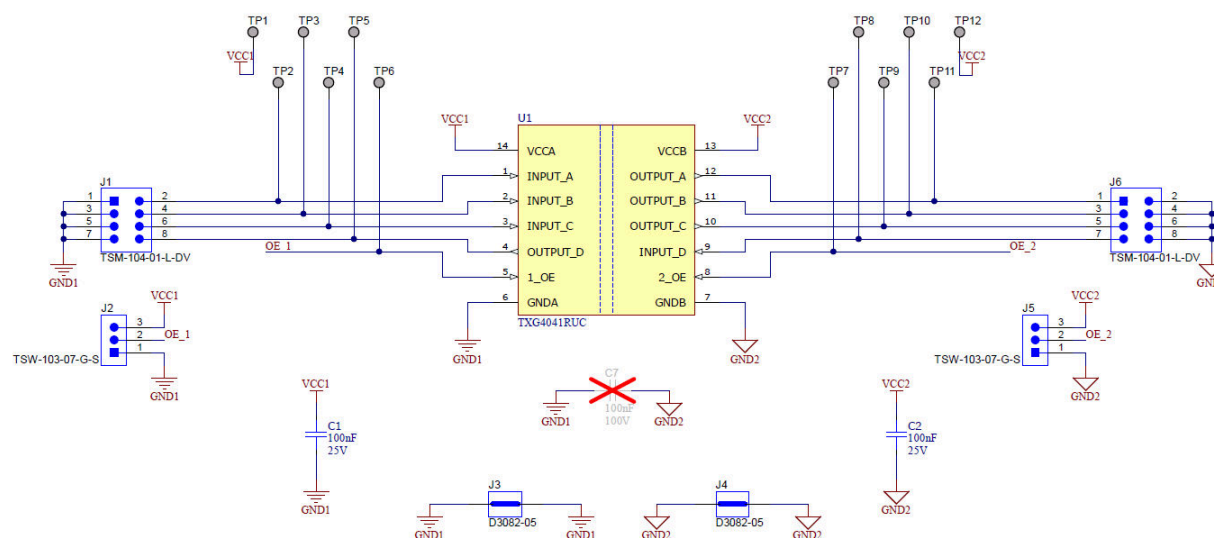 TP1
TP3
TP5
TP8
TP10
TP12
VCC1
VCC2
TP2
TP4
TP6
TP7
TP9
TP11
U1
VCC1
VCC2
14
VCCA
VCCB
13
1
INPUT_A
OUTPUT_A
12
2
INPUT_B
OUTPUT_B
11
3
INPUT_C
OUTPUT_C
10
4
OUTPUT_D
INPUT_D
9
5
1_OE
2_OE
8
6
GNDA
GNDB
7
TXG4041RUC
GND1
GND2
J1
1
2
3
4
5
6
7
8
TSM-104-01-L-DV
GND1
OE_1
J6
1
2
3
4
5
6
7
8
TSM-104-01-L-DV
OE_2
J2
VCC1
3
2
OE_1
1
TSW-103-07-G-S
GND1
J5
VCC2
3
2
OE_2
1
TSW-103-07-G-S
GND2
C7
100nF
100V
GND1
GND2
VCC1
C1
100nF
25V
GND1
VCC2
C2
100nF
25V
GND2
J3
D3082-05
GND1
GND1
J4
D3082-05
GND2
GND2